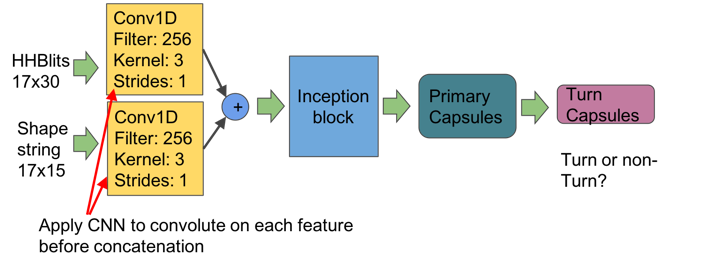 HHBlits
17x30
Conv1D
Filter: 256
Kernel: 3
Strides: 1
Shape
string
17x15
Conv1D
Filter: 256
Kernel: 3
Strides: 1
+
Inception
block
Primary
Capsules
Turn
Capsules
Turn or non-
Turn?
Apply CNN to convolute on each feature
before concatenation